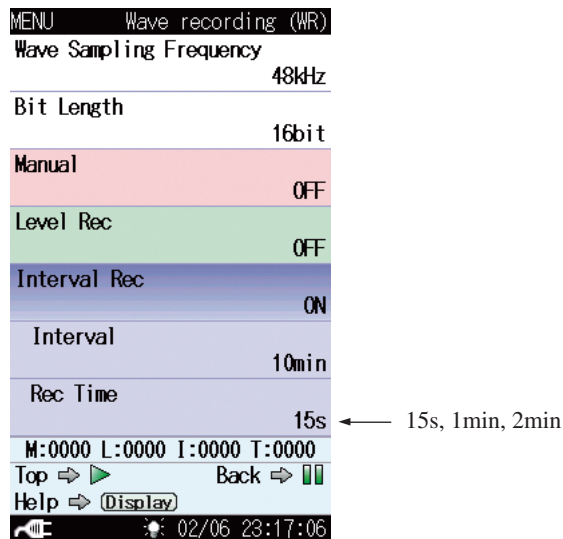 MENU Wave recording (WR)
Wave Sampling Frequency
48kHz
Bit Length
16bit
Manual
OFF
Level Rec
OFF
Interval Rec
ON
Interval
10min
Rec Time
15s
15s, 1min, 2min
M:0000 L:0000 I:0000 T:0000
Top Back
Help Display
02/06 23:17:06